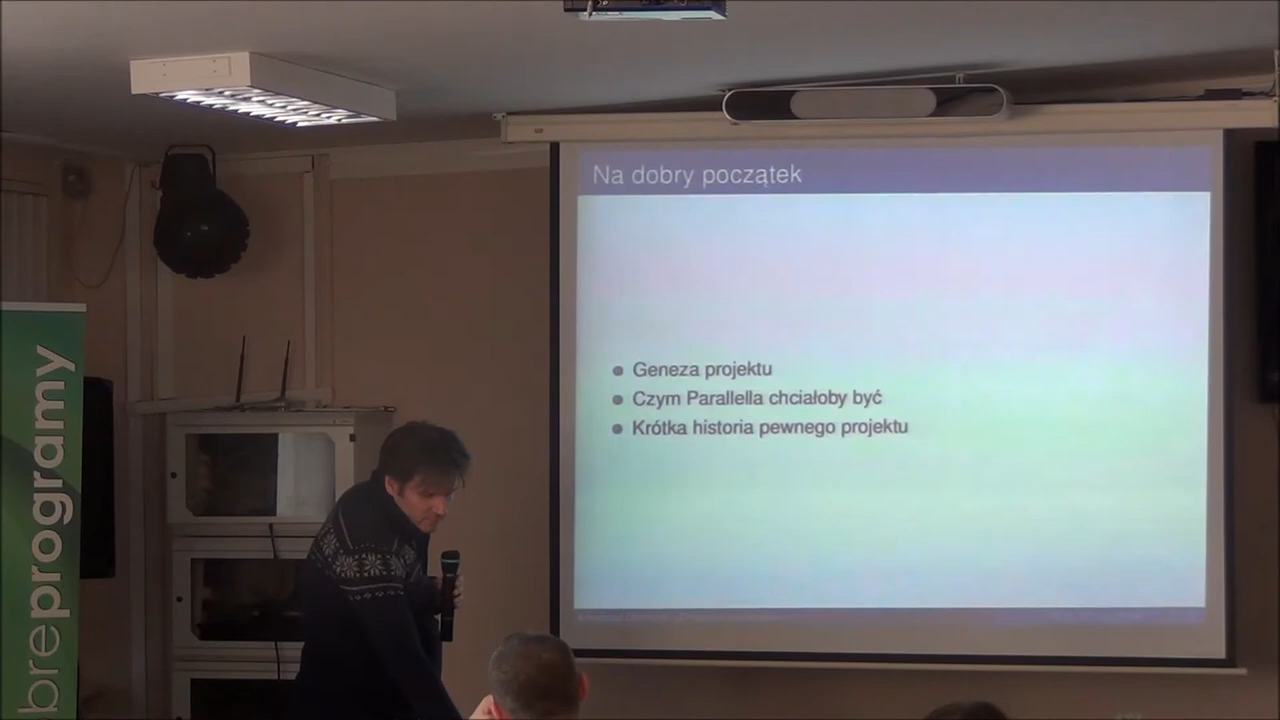 Na dobry początek
Geneza projektu
Czym Parallella chciałoby być
Krótka historia pewnego projektu
breprogramy